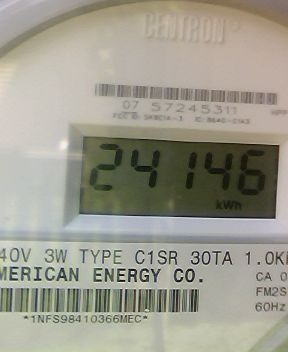 CENTRON
07 57245311
24146
kWh
40V 3W TYPE C1SR 30TA 1.0K
MERICAN ENERGY CO.
CA 0
FM2S
60Hz
*1NFS98410366MEC*